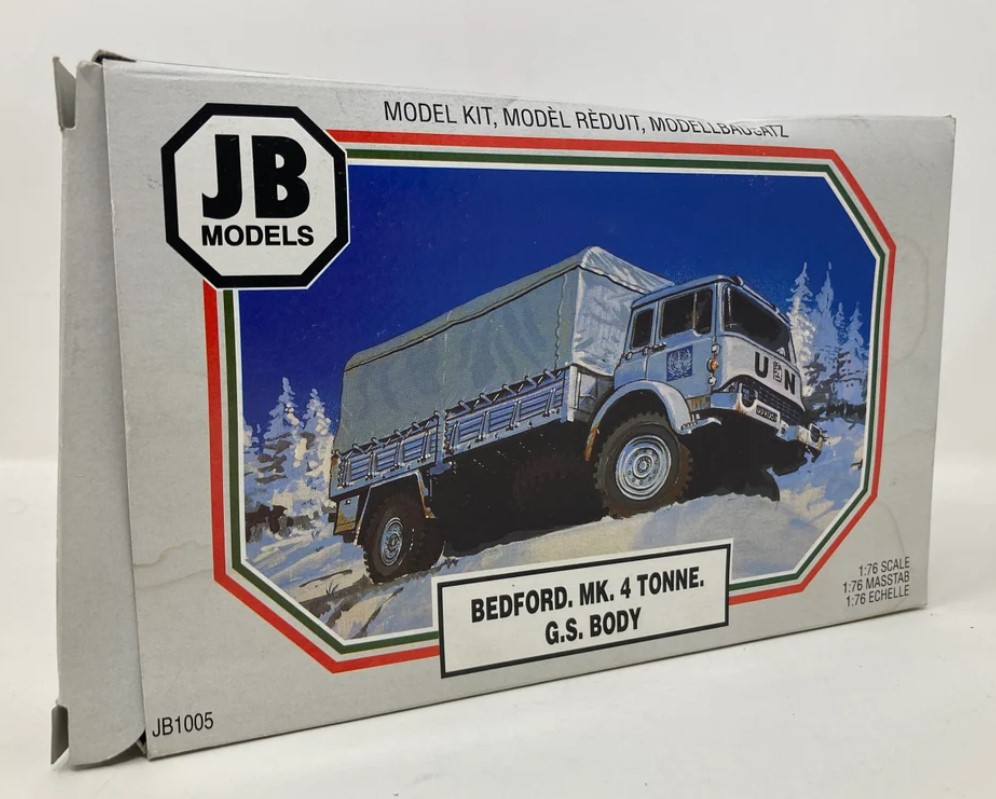 MODEL KIT, MODÈL RÈDUIT, MODELLBAUSATZ
JB
MODELS
UN
BEDFORD. MK. 4 TONNE.
G.S. BODY
1:76 SCALE
1:76 MASSTAB
1:76 ECHELLE
JB1005